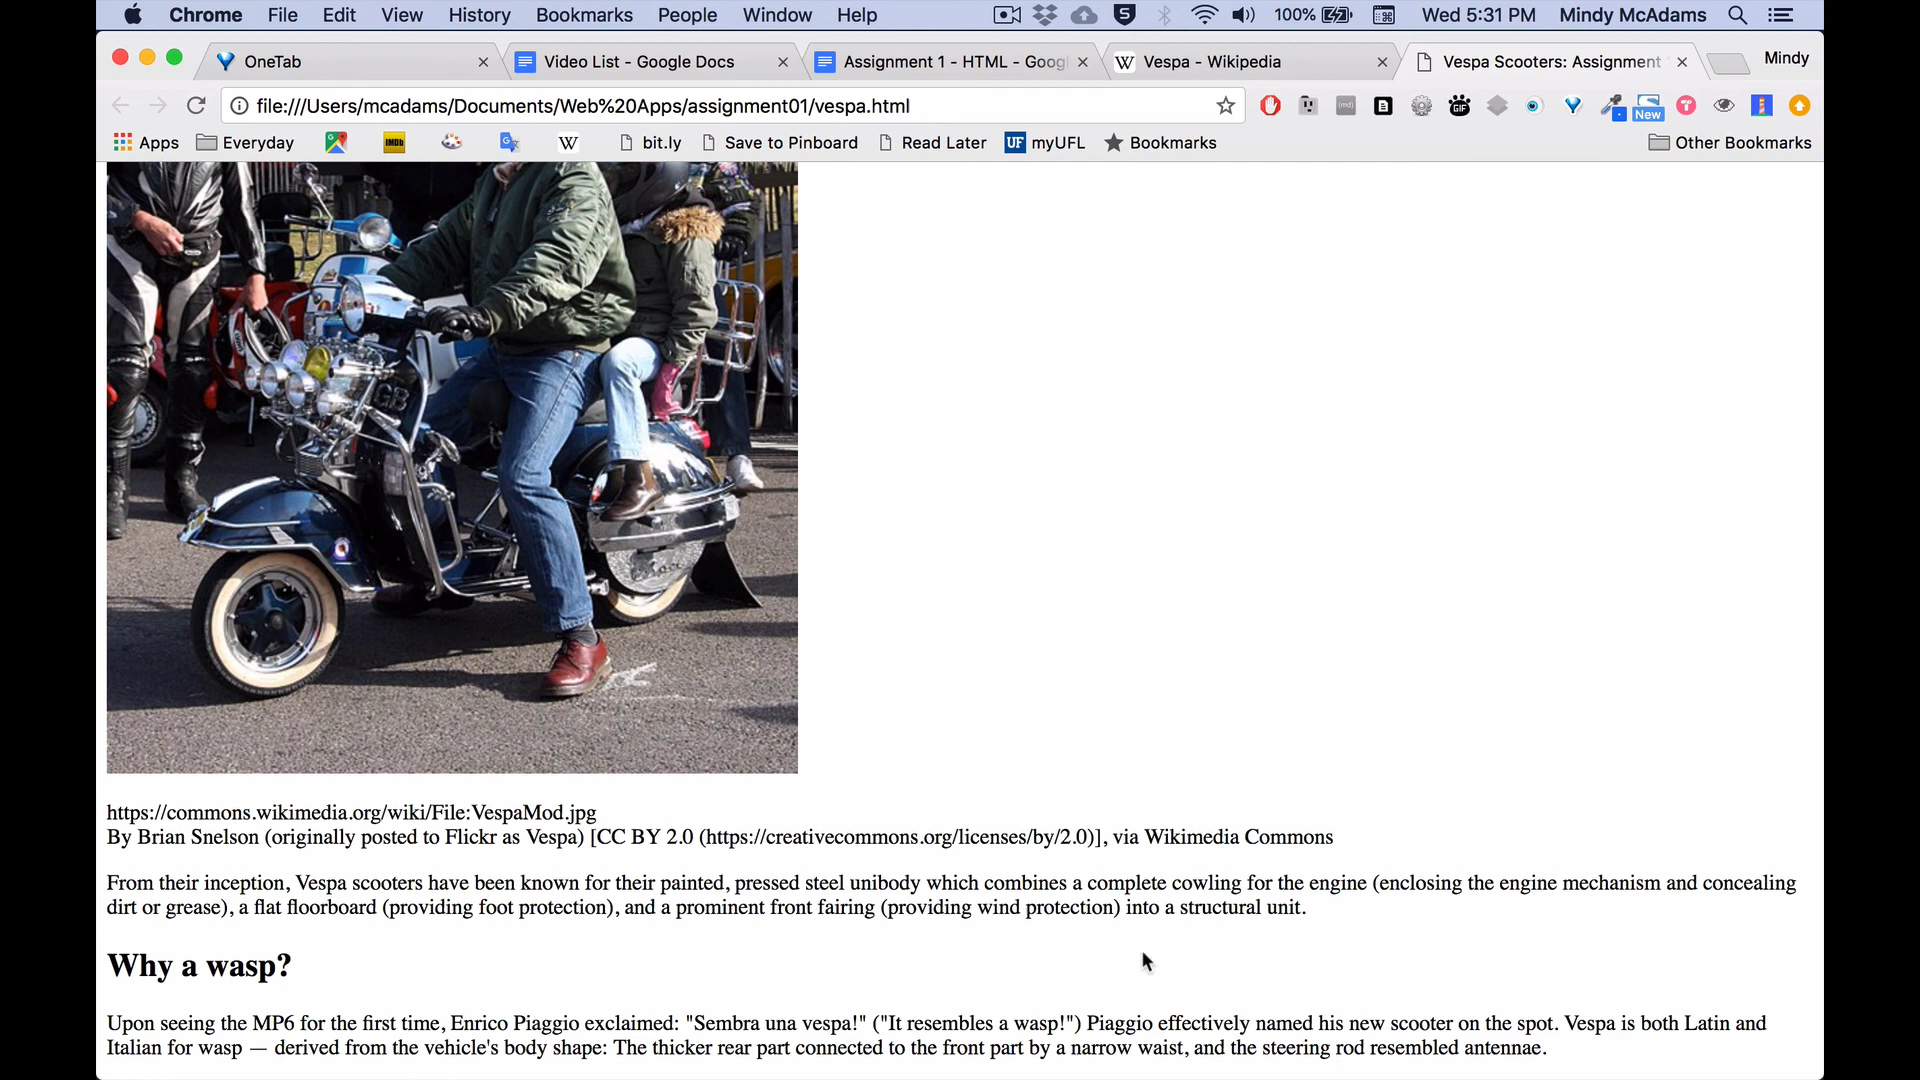 Chrome File Edit View History Bookmarks People Window Help 100% Wed 5:31 PM Mindy McAdams
OneTab Video List - Google Docs Assignment 1 - HTML - Goog Vespa - Wikipedia Vespa Scooters: Assignment Mindy
file:///Users/mcadams/Documents/Web%20Apps/assignment01/vespa.html
New
Apps Everyday IMDb W bit.ly Save to Pinboard Read Later UF myUFL Bookmarks Other Bookmarks
GB
https://commons.wikimedia.org/wiki/File:VespaMod.jpg
By Brian Snelson (originally posted to Flickr as Vespa) [CC BY 2.0 (https://creativecommons.org/licenses/by/2.0)], via Wikimedia Commons
From their inception, Vespa scooters have been known for their painted, pressed steel unibody which combines a complete cowling for the engine (enclosing the engine mechanism and concealing
dirt or grease), a flat floorboard (providing foot protection), and a prominent front fairing (providing wind protection) into a structural unit.
Why a wasp?
Upon seeing the MP6 for the first time, Enrico Piaggio exclaimed: "Sembra una vespa!" ("It resembles a wasp!") Piaggio effectively named his new scooter on the spot. Vespa is both Latin and
Italian for wasp — derived from the vehicle's body shape: The thicker rear part connected to the front part by a narrow waist, and the steering rod resembled antennae.